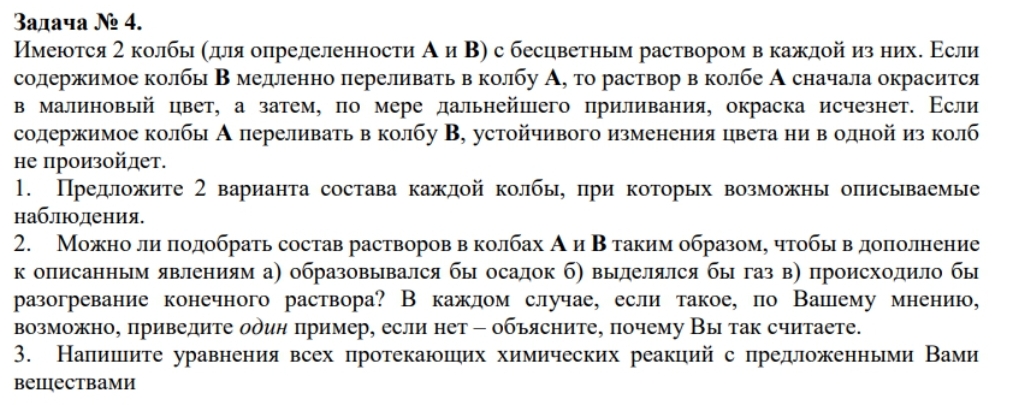 Задача № 4.
Имеются 2 колбы (для определенности А и В) с бесцветным раствором в каждой из них. Если
содержимое колбы В медленно переливать в колбу А, то раствор в колбе А сначала окрасится
в малиновый цвет, а затем, по мере дальнейшего приливания, окраска исчезнет. Если
содержимое колбы А переливать в колбу В, устойчивого изменения цвета ни в одной из колб
не произойдет.
1. Предложите 2 варианта состава каждой колбы, при которых возможны описываемые
наблюдения.
2. Можно ли подобрать состав растворов в колбах А и В таким образом, чтобы в дополнение
к описанным явлениям а) образовывался бы осадок б) выделялся бы газ в) происходило бы
разогревание конечного раствора? В каждом случае, если такое, по Вашему мнению,
возможно, приведите один пример, если нет – объясните, почему Вы так считаете.
3. Напишите уравнения всех протекающих химических реакций с предложенными Вами
веществами